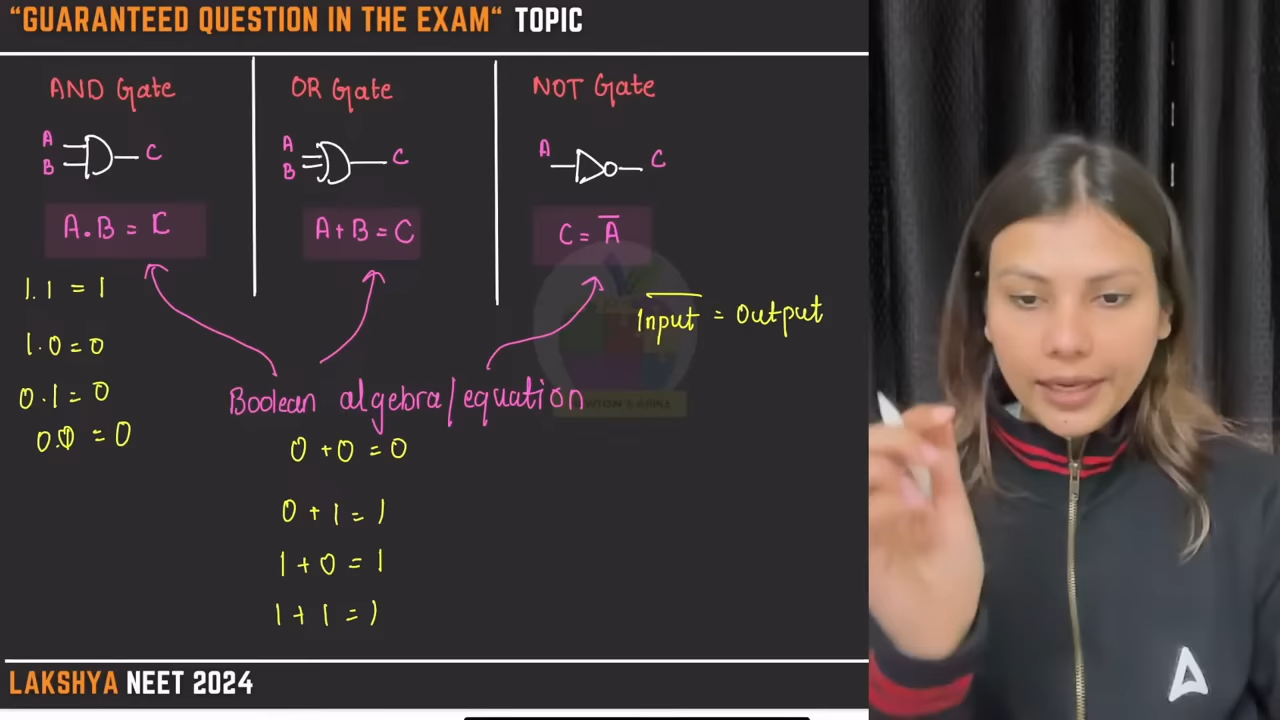 "GUARANTEED QUESTION IN THE EXAM" TOPIC
AND Gate
A
B
C
A.B = C
1.1 = 1
1.0 = 0
0.1 = 0
0.0 = 0
OR Gate
A
B
C
A+B = C
NOT Gate
A
C
C = A̅
I̅n̅p̅u̅t̅ = Output
Boolean algebra/equation
0 + 0 = 0
0 + 1 = 1
1 + 0 = 1
1 + 1 = 1
NEWTON'S APPLE
LAKSHYA NEET 2024